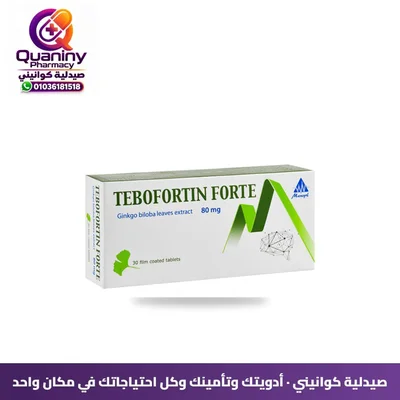 Quaniny
Pharmacy
صيدلية كوانيني
01036181518
TEBOFORTIN FORTE
Ginkgo biloba leaves extract 80 mg
30 film coated tablets
TEBOFORTIN FORTE
صيدلية كوانيني - أدويتك وتأمينك وكل احتياجاتك في مكان واحد